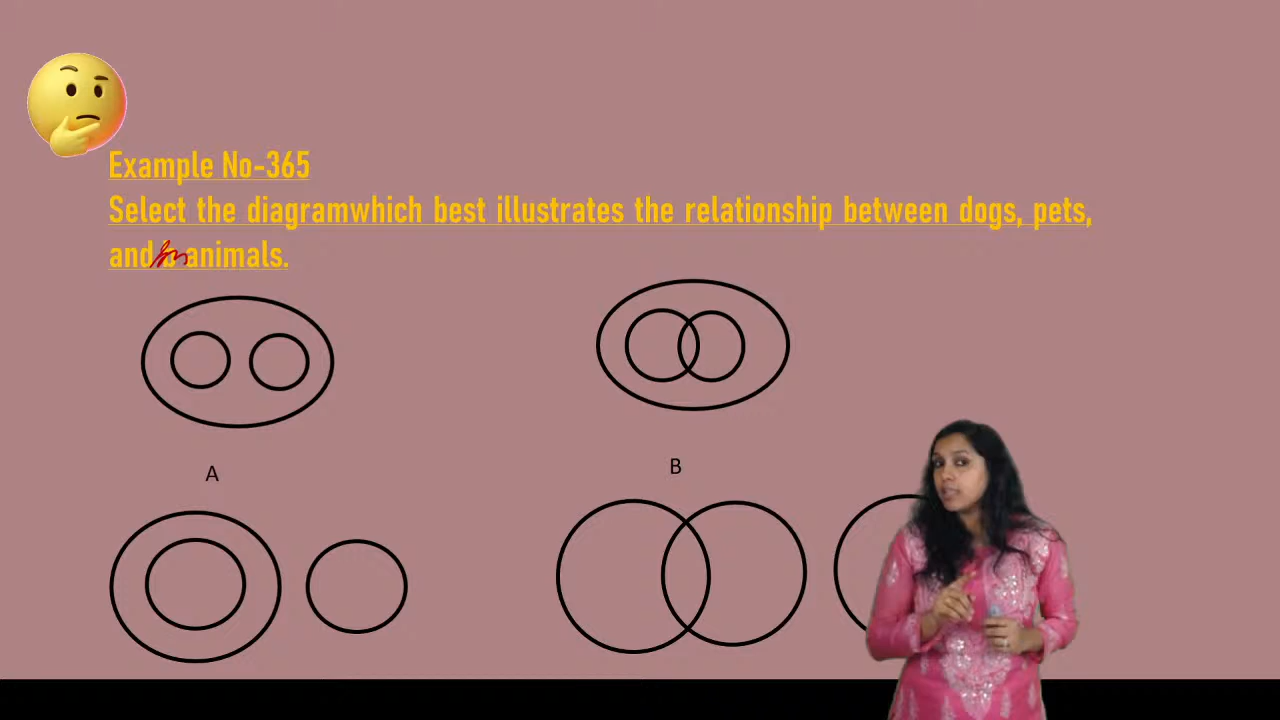 Example No-365
Select the diagramwhich best illustrates the relationship between dogs, pets,
and animals.
A
B